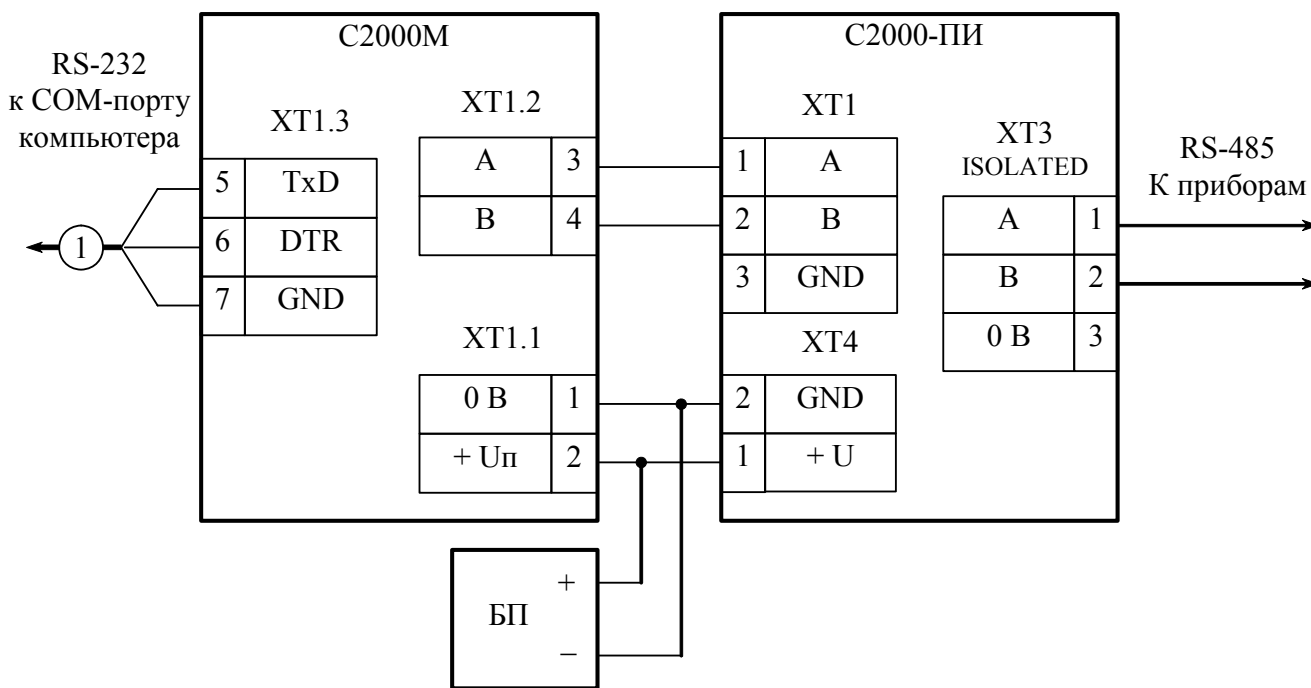 С2000М
С2000-ПИ
RS-232
к COM-порту
компьютера
XT1.3
5 TxD
6 DTR
7 GND
1
XT1.2
A 3
B 4
XT1.1
0 В 1
+ Uп 2
XT1
1 A
2 B
3 GND
XT4
2 GND
1 + U
XT3
ISOLATED
A 1
B 2
0 В 3
RS-485
К приборам
БП
+
−